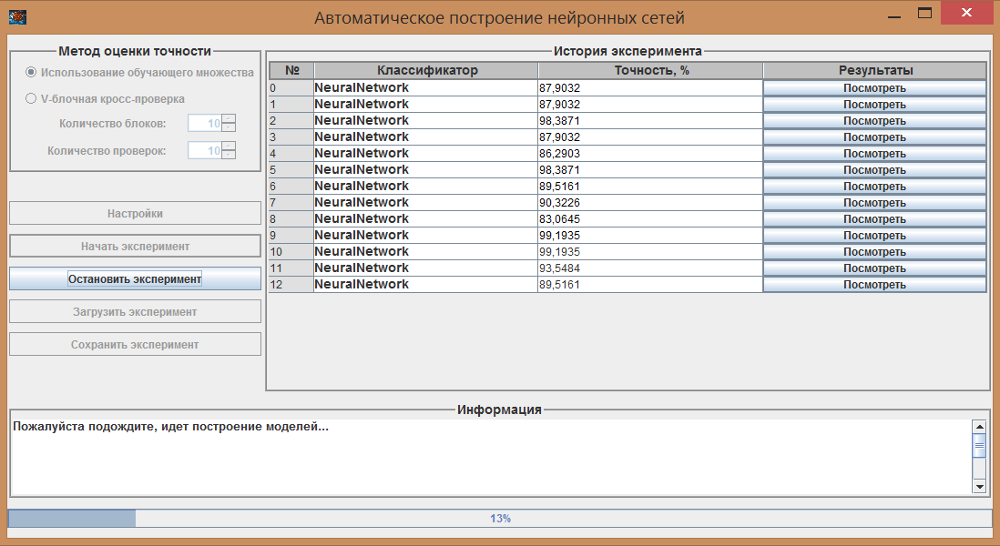 Автоматическое построение нейронных сетей
Метод оценки точности
Использование обучающего множества
V-блочная кросс-проверка
Количество блоков: 10
Количество проверок: 10
Настройки
Начать эксперимент
Остановить эксперимент
Загрузить эксперимент
Сохранить эксперимент
История эксперимента
№ Классификатор Точность, % Результаты
0 NeuralNetwork 87,9032 Посмотреть
1 NeuralNetwork 87,9032 Посмотреть
2 NeuralNetwork 98,3871 Посмотреть
3 NeuralNetwork 87,9032 Посмотреть
4 NeuralNetwork 86,2903 Посмотреть
5 NeuralNetwork 98,3871 Посмотреть
6 NeuralNetwork 89,5161 Посмотреть
7 NeuralNetwork 90,3226 Посмотреть
8 NeuralNetwork 83,0645 Посмотреть
9 NeuralNetwork 99,1935 Посмотреть
10 NeuralNetwork 99,1935 Посмотреть
11 NeuralNetwork 93,5484 Посмотреть
12 NeuralNetwork 89,5161 Посмотреть
Информация
Пожалуйста подождите, идет построение моделей...
13%